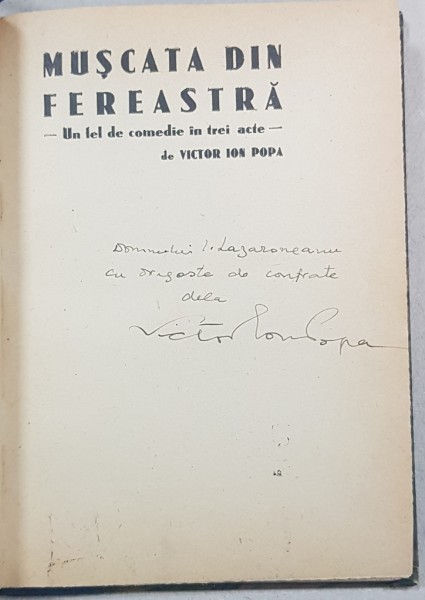 MUȘCATA DIN
FEREASTRĂ
— Un fel de comedie în trei acte —
de VICTOR ION POPA
Domnului I. Lazaroneanu
cu dragoste de confrate
dela
Victor Ion Popa